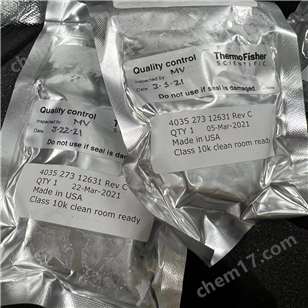 Quality control
Inspected by MV
Date 3-22-21
Do not use if seal is damaged.
4035 273 12631 Rev C
QTY 1 22-Mar-2021
Made in USA
Class 10k clean room ready
Quality control
Inspected by MV
Date 3-5-21
Do not use if seal is damaged.
ThermoFisher
SCIENTIFIC
4035 273 12631 Rev C
QTY 1 05-Mar-2021
Made in USA
Class 10k clean room ready
chem17.com